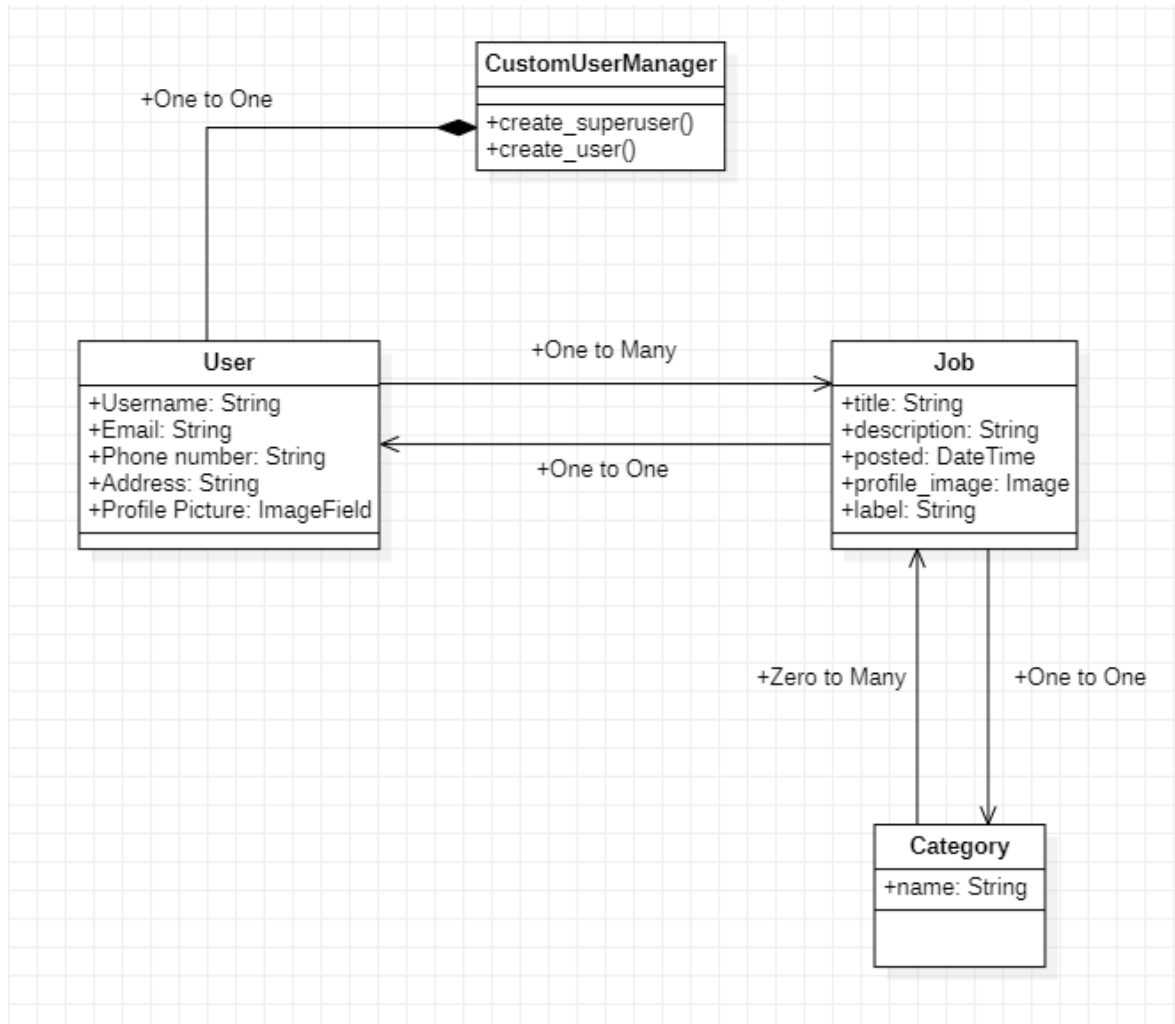 CustomUserManager
+One to One
+create_superuser()
+create_user()
User
+Username: String
+Email: String
+Phone number: String
+Address: String
+Profile Picture: ImageField
+One to Many
+One to One
Job
+title: String
+description: String
+posted: DateTime
+profile_image: Image
+label: String
+Zero to Many
+One to One
Category
+name: String